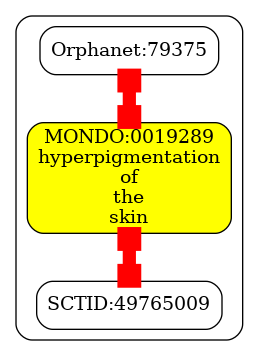 Orphanet:79375
MONDO:0019289
hyperpigmentation
of
the
skin
SCTID:49765009